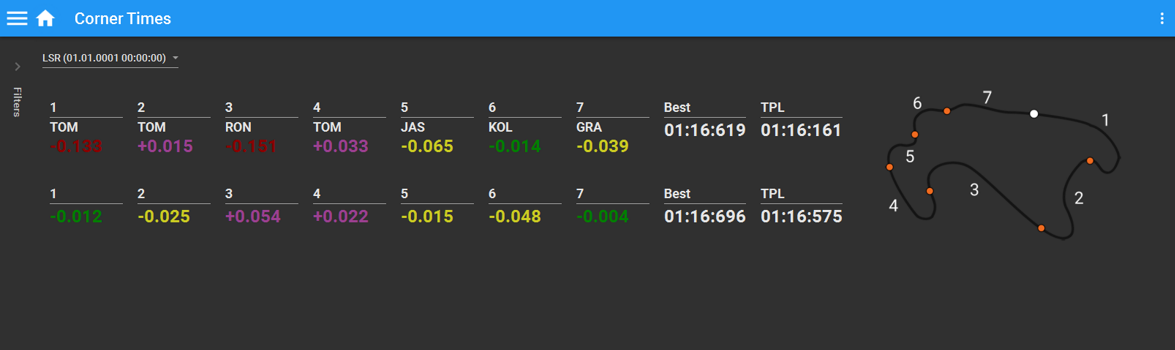 Corner Times
LSR (01.01.0001 00:00:00)
Filters
1 2 3 4 5 6 7 Best TPL
TOM TOM RON TOM JAS KOL GRA 01:16:619 01:16:161
-0.133 +0.015 -0.151 +0.033 -0.065 -0.014 -0.039
1 2 3 4 5 6 7 Best TPL
-0.012 -0.025 +0.054 +0.022 -0.015 -0.048 -0.004 01:16:696 01:16:575
7
6
1
5
3
2
4